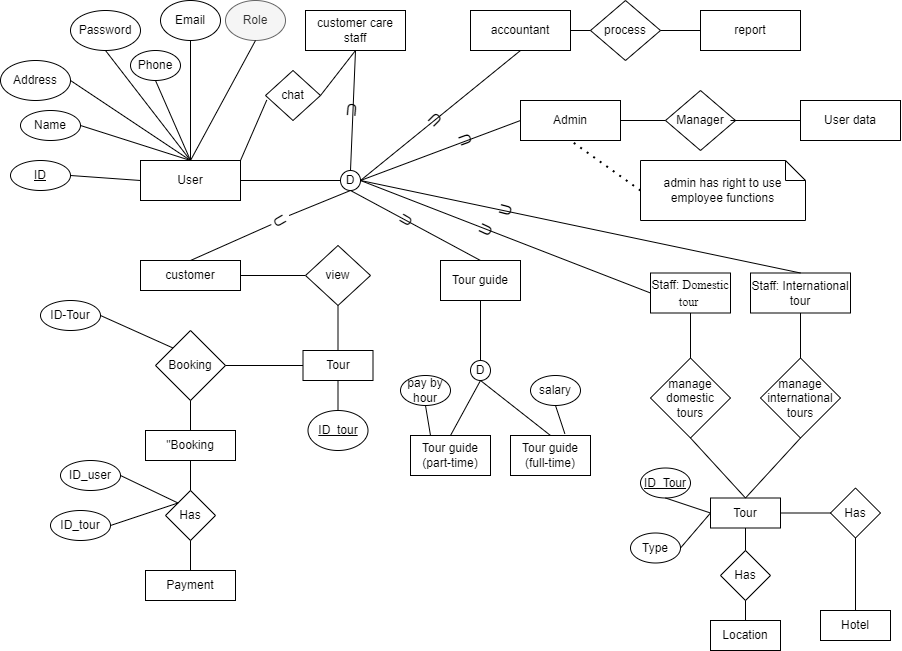 Email
Role
Password
customer care
staff
accountant
process
report
Phone
Address
chat
Name
Admin
Manager
User data
ID
User
D
admin has right to use
employee functions
customer
view
Tour guide
Staff: Domestic
tour
Staff: International
tour
ID-Tour
Booking
Tour
D
pay by
hour
salary
manage
domestic
tours
manage
international
tours
ID_tour
"Booking
Tour guide
(part-time)
Tour guide
(full-time)
ID_user
ID_tour
Has
ID_Tour
Type
Tour
Has
Has
Payment
Location
Hotel